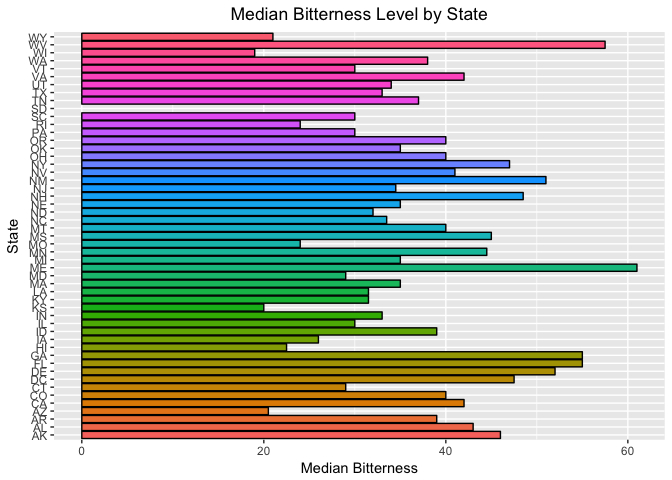 Median Bitterness Level by State
WY
WV
WI
WA
VT
VA
UT
TX
TN
SD
SC
RI
PA
OR
OK
OH
NY
NV
NM
NJ
NH
NE
ND
NC
MT
MS
MO
MN
MI
ME
MD
MA
LA
KY
KS
IN
IL
ID
IA
HI
GA
FL
DE
DC
CT
CO
CA
AZ
AR
AL
AK
State
0 20 40 60
Median Bitterness